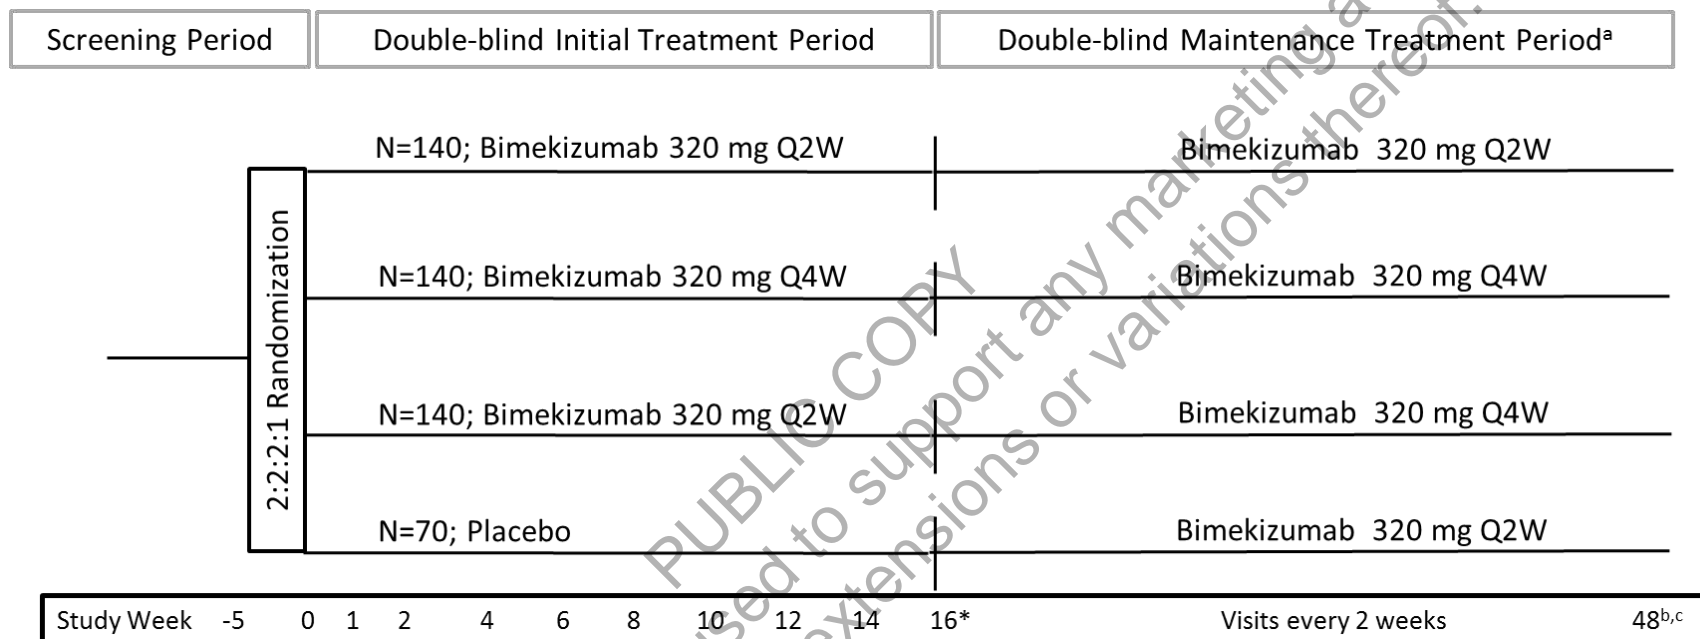 Screening Period
Double-blind Initial Treatment Period
Double-blind Maintenance Treatment Periodᵃ
2:2:2:1 Randomization
N=140; Bimekizumab 320 mg Q2W
Bimekizumab 320 mg Q2W
N=140; Bimekizumab 320 mg Q4W
Bimekizumab 320 mg Q4W
N=140; Bimekizumab 320 mg Q2W
Bimekizumab 320 mg Q4W
N=70; Placebo
Bimekizumab 320 mg Q2W
Study Week -5 0 1 2 4 6 8 10 12 14 16* Visits every 2 weeks 48ᵇ,ᶜ
PUBLIC COPY
used to support any marketing
extensions or variations thereof.